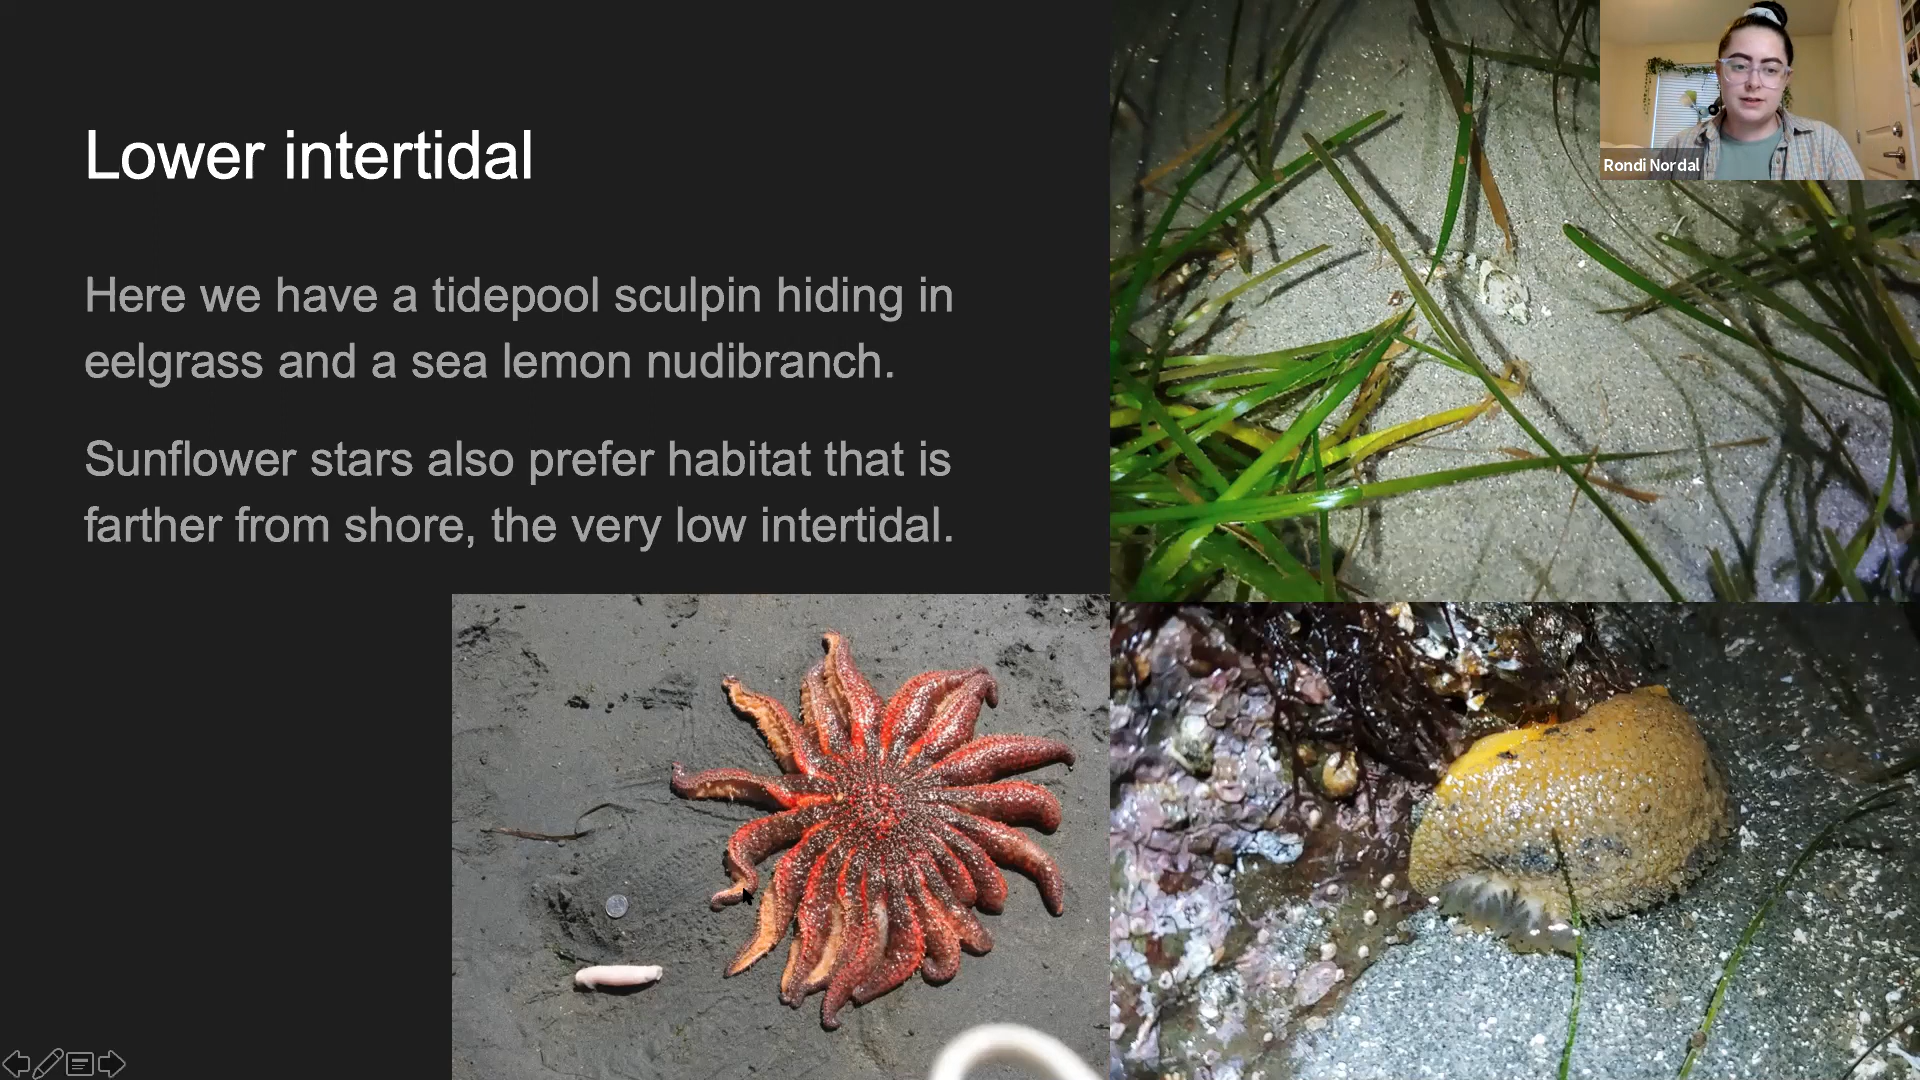 Lower intertidal
Here we have a tidepool sculpin hiding in
eelgrass and a sea lemon nudibranch.
Sunflower stars also prefer habitat that is
farther from shore, the very low intertidal.
Rondi Nordal